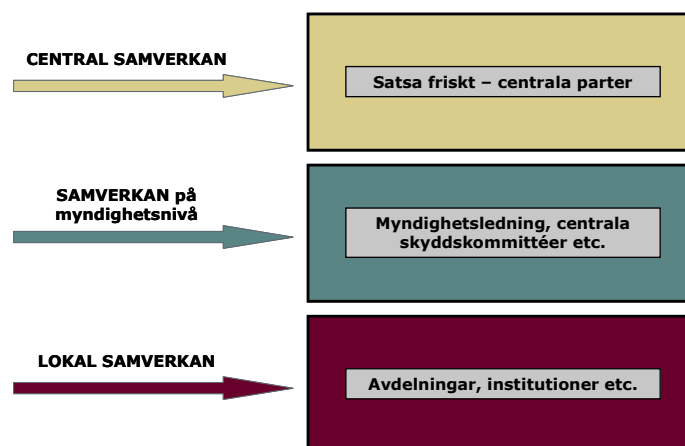 CENTRAL SAMVERKAN
Satsa friskt – centrala parter
SAMVERKAN på
myndighetsnivå
Myndighetsledning, centrala
skyddskommittéer etc.
LOKAL SAMVERKAN
Avdelningar, institutioner etc.